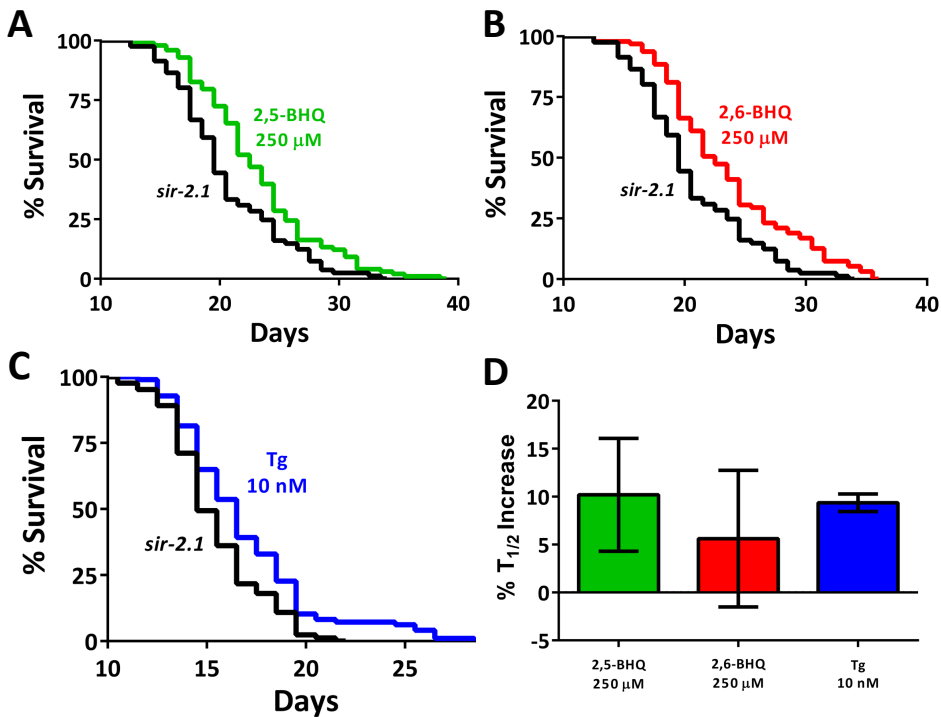 A
100
75
50
25
0
% Survival
2,5-BHQ
250 µM
sir-2.1
10
20
30
40
Days
B
100
75
50
25
0
% Survival
2,6-BHQ
250 µM
sir-2.1
10
20
30
40
Days
C
100
75
50
25
0
% Survival
Tg
10 nM
sir-2.1
10
15
20
25
Days
D
20
15
10
5
0
-5
% T1/2 Increase
2,5-BHQ
250 µM
2,6-BHQ
250 µM
Tg
10 nM